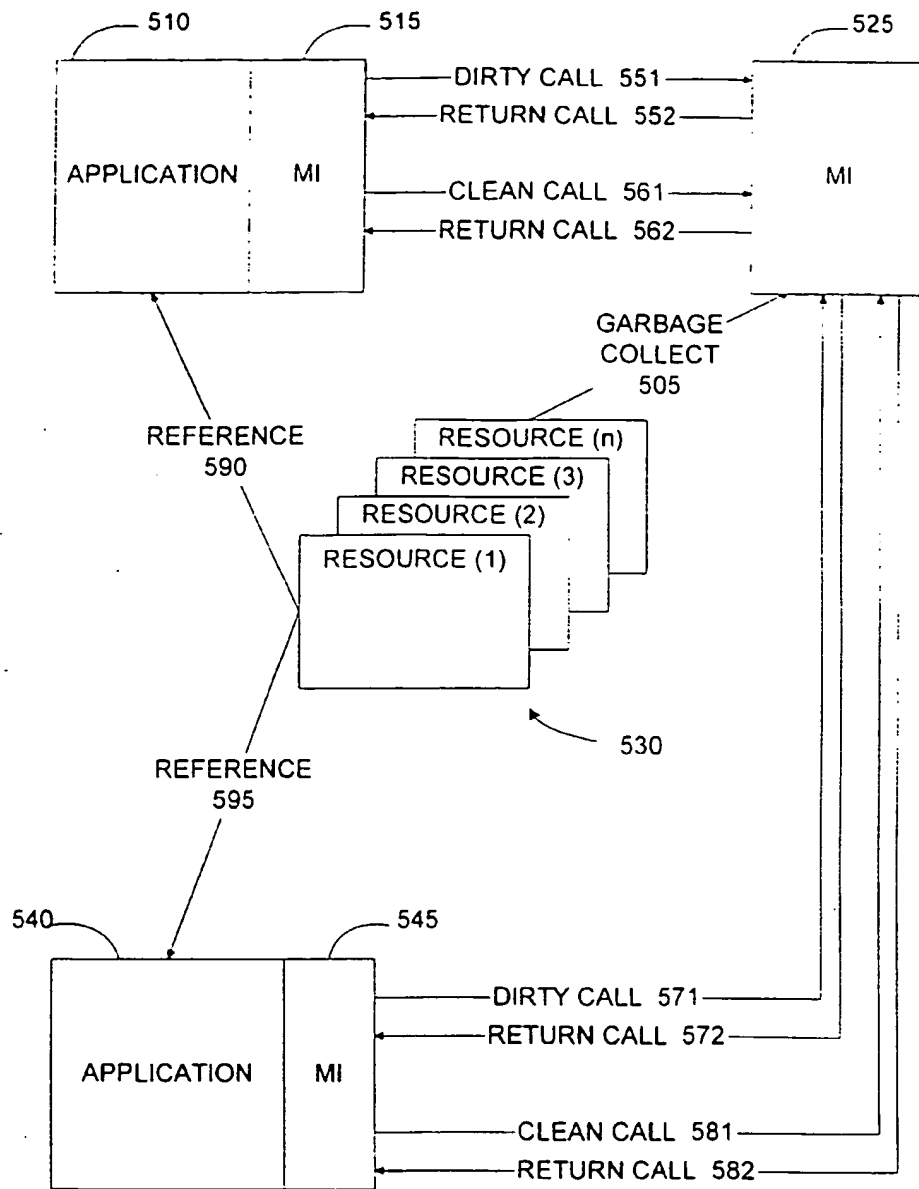 510
515
525
DIRTY CALL 551
RETURN CALL 552
APPLICATION
MI
MI
CLEAN CALL 561
RETURN CALL 562
GARBAGE
COLLECT
505
REFERENCE
590
RESOURCE (n)
RESOURCE (3)
RESOURCE (2)
RESOURCE (1)
530
REFERENCE
595
540
545
DIRTY CALL 571
RETURN CALL 572
APPLICATION
MI
CLEAN CALL 581
RETURN CALL 582